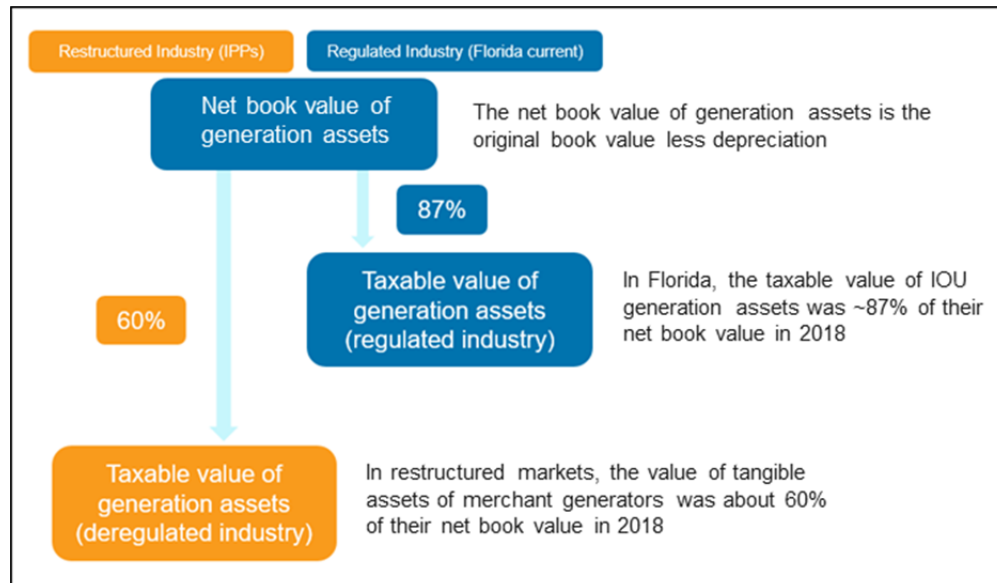 Restructured Industry (IPPs)
Regulated Industry (Florida current)
Net book value of
generation assets
The net book value of generation assets is the
original book value less depreciation
87%
Taxable value of
generation assets
(regulated industry)
In Florida, the taxable value of IOU
generation assets was ~87% of their
net book value in 2018
60%
Taxable value of
generation assets
(deregulated industry)
In restructured markets, the value of tangible
assets of merchant generators was about 60%
of their net book value in 2018